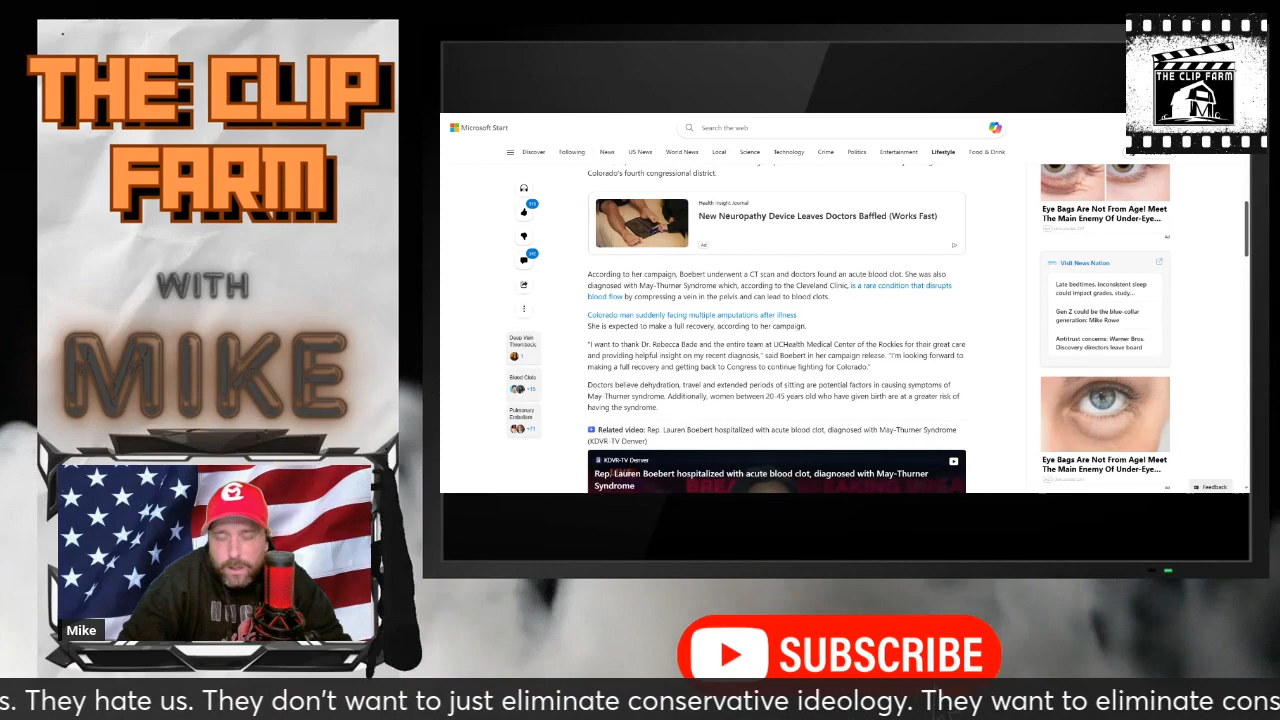 THE CLIP
FARM
WITH
MIKE
Mike
THE CLIP FARM
Microsoft Start
Search the web
Discover Following News US News World News Local Science Technology Crime Politics Entertainment Lifestyle Food & Drink
Colorado's fourth congressional district.
Health Insight Journal
New Neuropathy Device Leaves Doctors Baffled (Works Fast)
Ad
According to her campaign, Boebert underwent a CT scan and doctors found an acute blood clot. She was also
diagnosed with May-Thurner Syndrome which, according to the Cleveland Clinic, is a rare condition that disrupts
blood flow by compressing a vein in the pelvis and can lead to blood clots.
Colorado man suddenly facing multiple amputations after illness
She is expected to make a full recovery, according to her campaign.
"I want to thank Dr. Rebecca Bade and the entire team at UCHealth Medical Center of the Rockies for their great care
and providing helpful insight on my recent diagnosis," said Boebert in her campaign release. "I'm looking forward to
making a full recovery and getting back to Congress to continue fighting for Colorado."
Doctors believe dehydration, travel and extended periods of sitting are potential factors in causing symptoms of
May-Thurner syndrome. Additionally, women between 20-45 years old who have given birth are at a greater risk of
having the syndrome.
Related video: Rep. Lauren Boebert hospitalized with acute blood clot, diagnosed with May-Thurner Syndrome
(KDVR-TV Denver)
KDVR-TV Denver
Rep. Lauren Boebert hospitalized with acute blood clot, diagnosed with May-Thurner
Syndrome
Deep Vein
Thrombosis
1
Blood Clots
+15
Pulmonary
Embolism
+71
Eye Bags Are Not From Age! Meet
The Main Enemy Of Under-Eye...
Ad
Visit News Nation
Late bedtimes, inconsistent sleep
could impact grades, study...
Gen Z could be the blue-collar
generation: Mike Rowe
Antitrust concerns: Warner Bros.
Discovery directors leave board
Eye Bags Are Not From Age! Meet
The Main Enemy Of Under-Eye...
Ad
Feedback
SUBSCRIBE
s. They hate us. They don't want to just eliminate conservative ideology. They want to eliminate cons